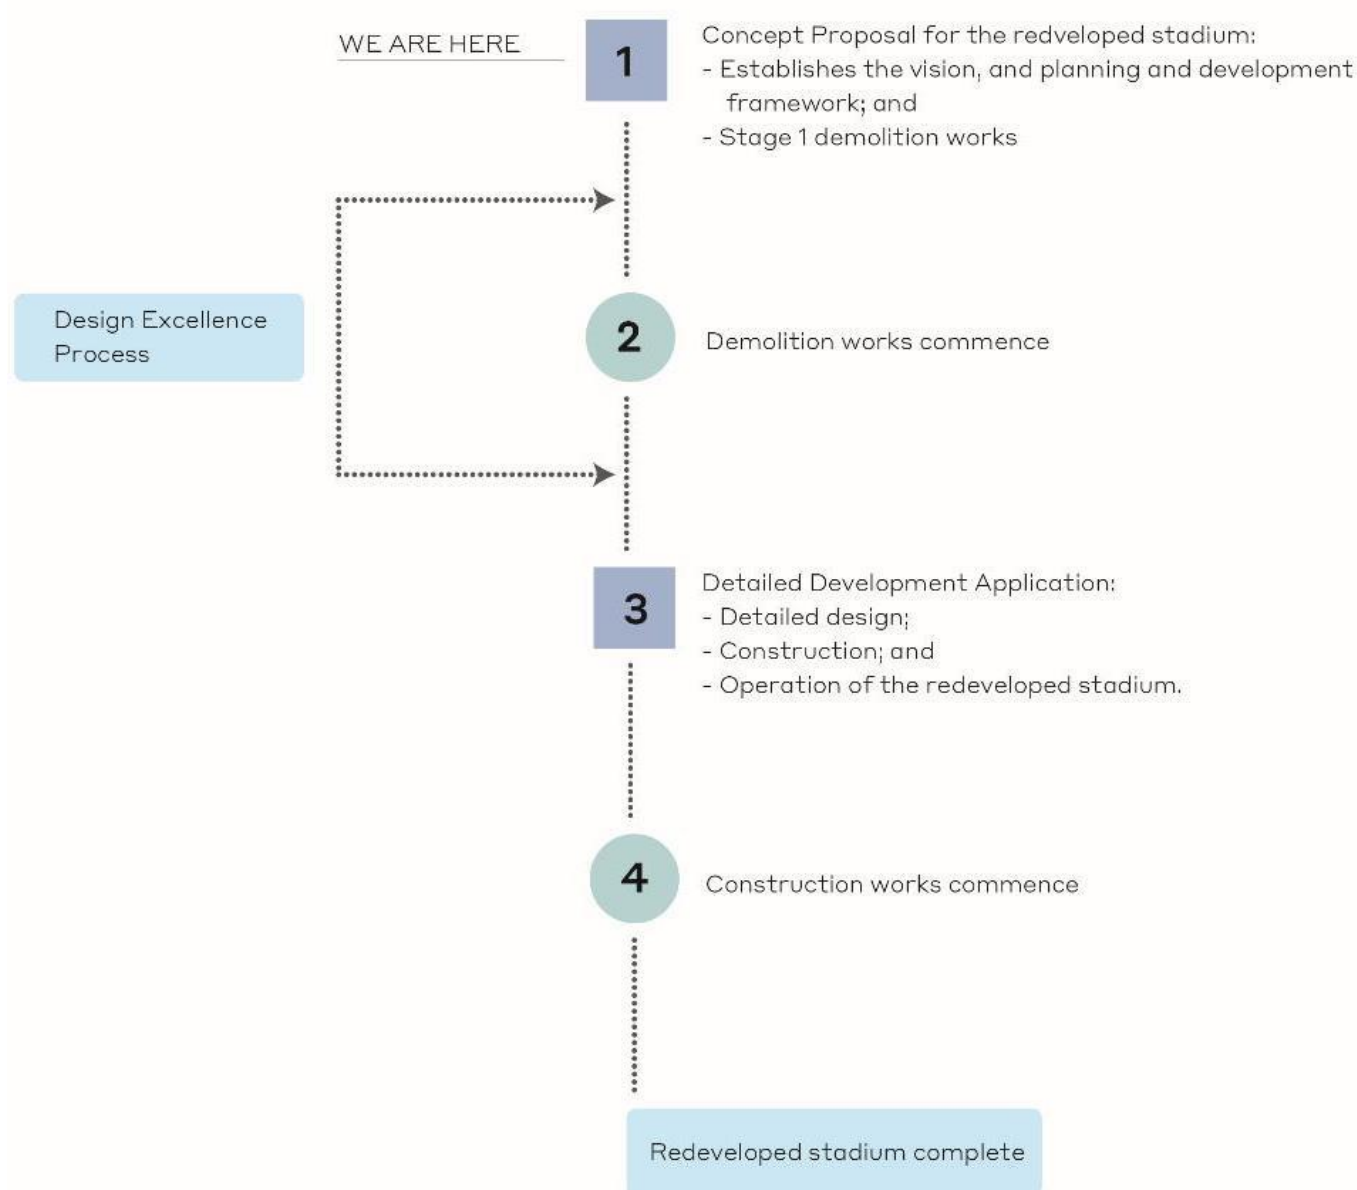 WE ARE HERE
1
Concept Proposal for the redveloped stadium:
- Establishes the vision, and planning and development
framework; and
- Stage 1 demolition works
Design Excellence
Process
2
Demolition works commence
3
Detailed Development Application:
- Detailed design;
- Construction; and
- Operation of the redeveloped stadium.
4
Construction works commence
Redeveloped stadium complete